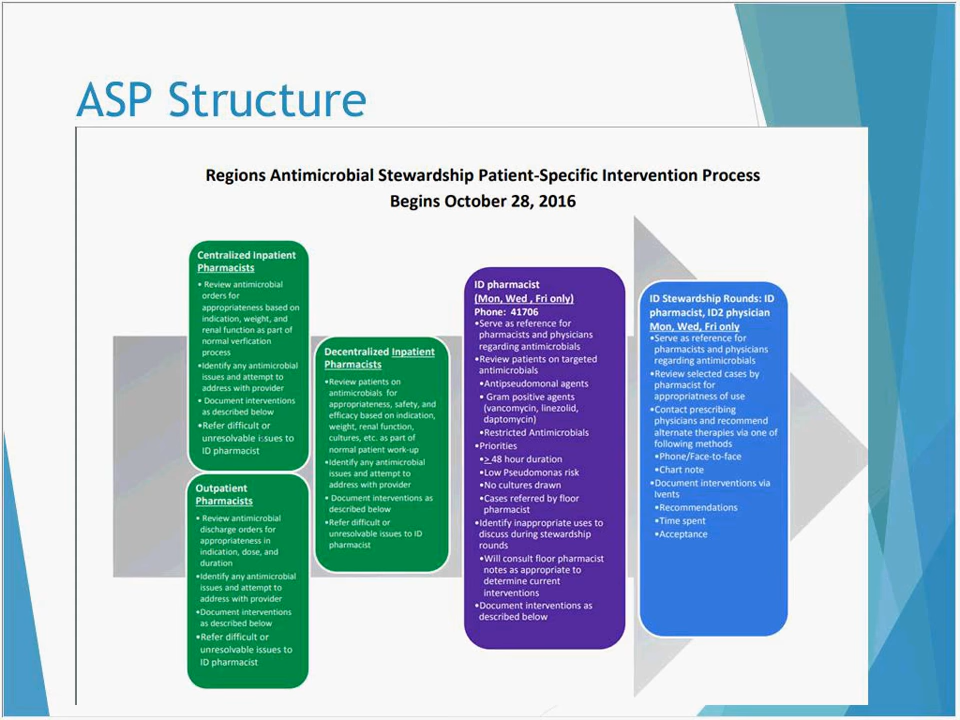 ASP Structure
Regions Antimicrobial Stewardship Patient-Specific Intervention Process
Begins October 28, 2016
Centralized Inpatient
Pharmacists
• Review antimicrobial
orders for
appropriateness based on
indication, weight, and
renal function as part of
normal verfication
process
•Identify any antimicrobial
issues and attempt to
address with provider
• Document interventions
as described below
•Refer difficult or
unresolvable issues to
ID pharmacist
Outpatient
Pharmacists
• Review antimicrobial
discharge orders for
appropriateness in
indication, dose, and
duration
•Identify any antimicrobial
issues and attempt to
address with provider
•Document interventions
as described below
•Refer difficult or
unresolvable issues to
ID pharmacist
Decentralized Inpatient
Pharmacists
•Review patients on
antimicrobials for
appropriateness, safety, and
efficacy based on indication,
weight, renal function,
cultures, etc. as part of
normal patient work-up
•Identify any antimicrobial
issues and attempt to
address with provider
• Document interventions as
described below
•Refer difficult or
unresolvable issues to ID
pharmacist
ID pharmacist
(Mon, Wed , Fri only)
Phone: 41706
•Serve as reference for
pharmacists and physicians
regarding antimicrobials
•Review patients on targeted
antimicrobials
•Antipseudomonal agents
• Gram positive agents
(vancomycin, linezolid,
daptomycin)
•Restricted Antimicrobials
•Priorities
•> 48 hour duration
•Low Pseudomonas risk
•No cultures drawn
•Cases referred by floor
pharmacist
•Identify inappropriate uses to
discuss during stewardship
rounds
•Will consult floor pharmacist
notes as appropriate to
determine current
interventions
•Document interventions as
described below
ID Stewardship Rounds: ID
pharmacist, ID2 physician
Mon, Wed, Fri only
•Serve as reference for
pharmacists and physicians
regarding antimicrobials
•Review selected cases by
pharmacist for
appropriatness of use
•Contact prescribing
physicians and recommend
alternate therapies via one of
following methods
•Phone/Face-to-face
•Chart note
•Document interventions via
Ivents
•Recommendations
•Time spent
•Acceptance